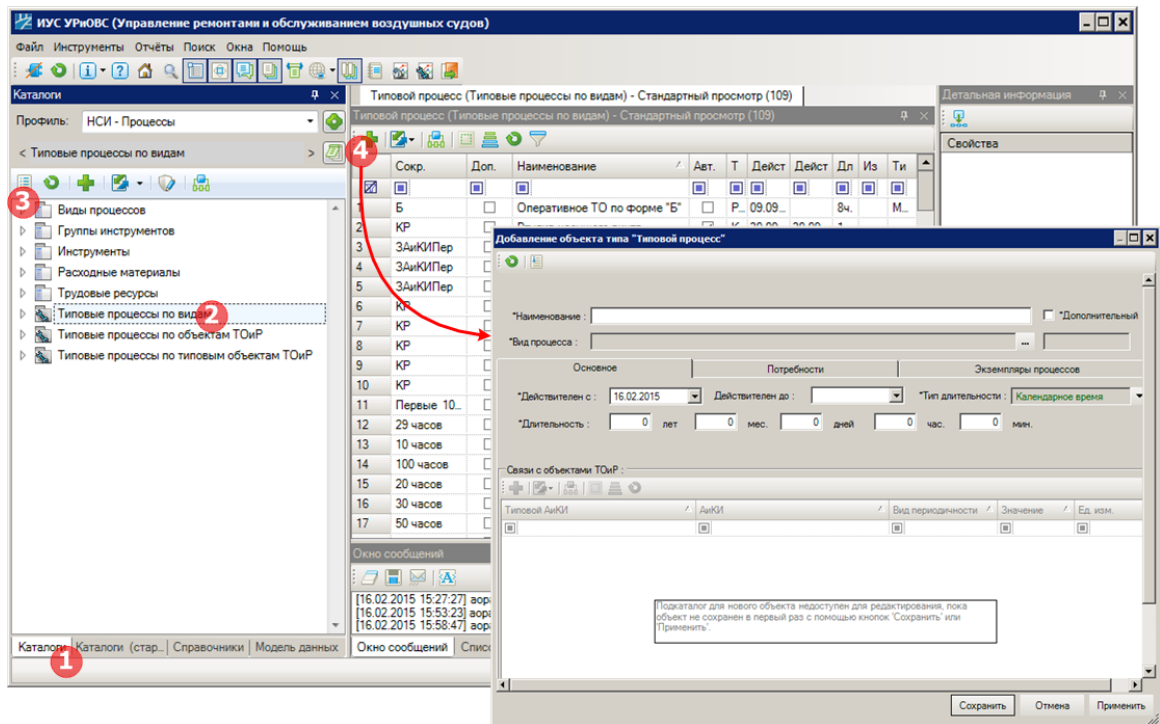 ИУС УРиОВС (Управление ремонтами и обслуживанием воздушных судов)
Файл Инструменты Отчёты Поиск Окна Помощь
Каталоги
Профиль: НСИ - Процессы
< Типовые процессы по видам >
3
Виды процессов
Группы инструментов
Инструменты
Расходные материалы
Трудовые ресурсы
Типовые процессы по видам
2
Типовые процессы по объектам ТОиР
Типовые процессы по типовым объектам ТОиР
Каталоги Каталоги (стар... Справочники Модель данных
1
Типовой процесс (Типовые процессы по видам) - Стандартный просмотр (109)
Типовой процесс (Типовые процессы по видам) - Стандартный просмотр (109)
4
Сокр. Доп. Наименование Авт. Т Дейст Дейст Дл Из Ти
1 Б Оперативное ТО по форме "Б" Р... 09.09... 8ч. М...
2 КР
3 ЗАиКИПер
4 ЗАиКИПер
5 ЗАиКИПер
6 КР
7 КР
8 КР
9 КР
10 КР
11 Первые 10...
12 29 часов
13 10 часов
14 100 часов
15 20 часов
16 30 часов
17 50 часов
Окно сообщений
[16.02.2015 15:27:27] аора
[16.02.2015 15:53:23] аора
[16.02.2015 15:58:47] аора
Окно сообщений
Детальная информация
Свойства
Добавление объекта типа "Типовой процесс"
*Наименование : *Дополнительный
*Вид процесса : ...
Основное Потребности Экземпляры процессов
*Действителен с : 16.02.2015 Действителен до : *Тип длительности : Календарное время
*Длительность : 0 лет 0 мес. 0 дней 0 час. 0 мин.
Связи с объектами ТОиР :
Типовой АиКИ АиКИ Вид периодичности Значение Ед. изм.
Подкаталог для нового объекта недоступен для редактирования, пока
объект не сохранен в первый раз с помощью кнопок 'Сохранить' или
'Применить'.
Сохранить Отмена Применить